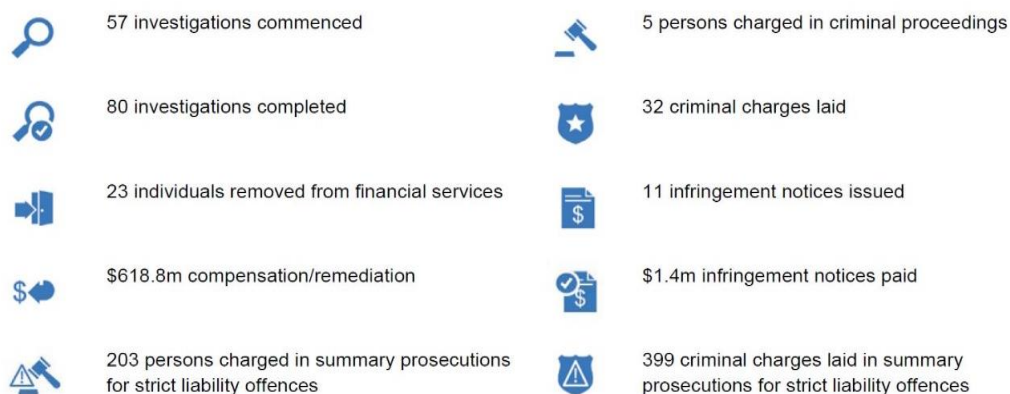 57 investigations commenced
5 persons charged in criminal proceedings
80 investigations completed
32 criminal charges laid
23 individuals removed from financial services
11 infringement notices issued
$
$618.8m compensation/remediation
$
$1.4m infringement notices paid
$
203 persons charged in summary prosecutions
for strict liability offences
399 criminal charges laid in summary
prosecutions for strict liability offences